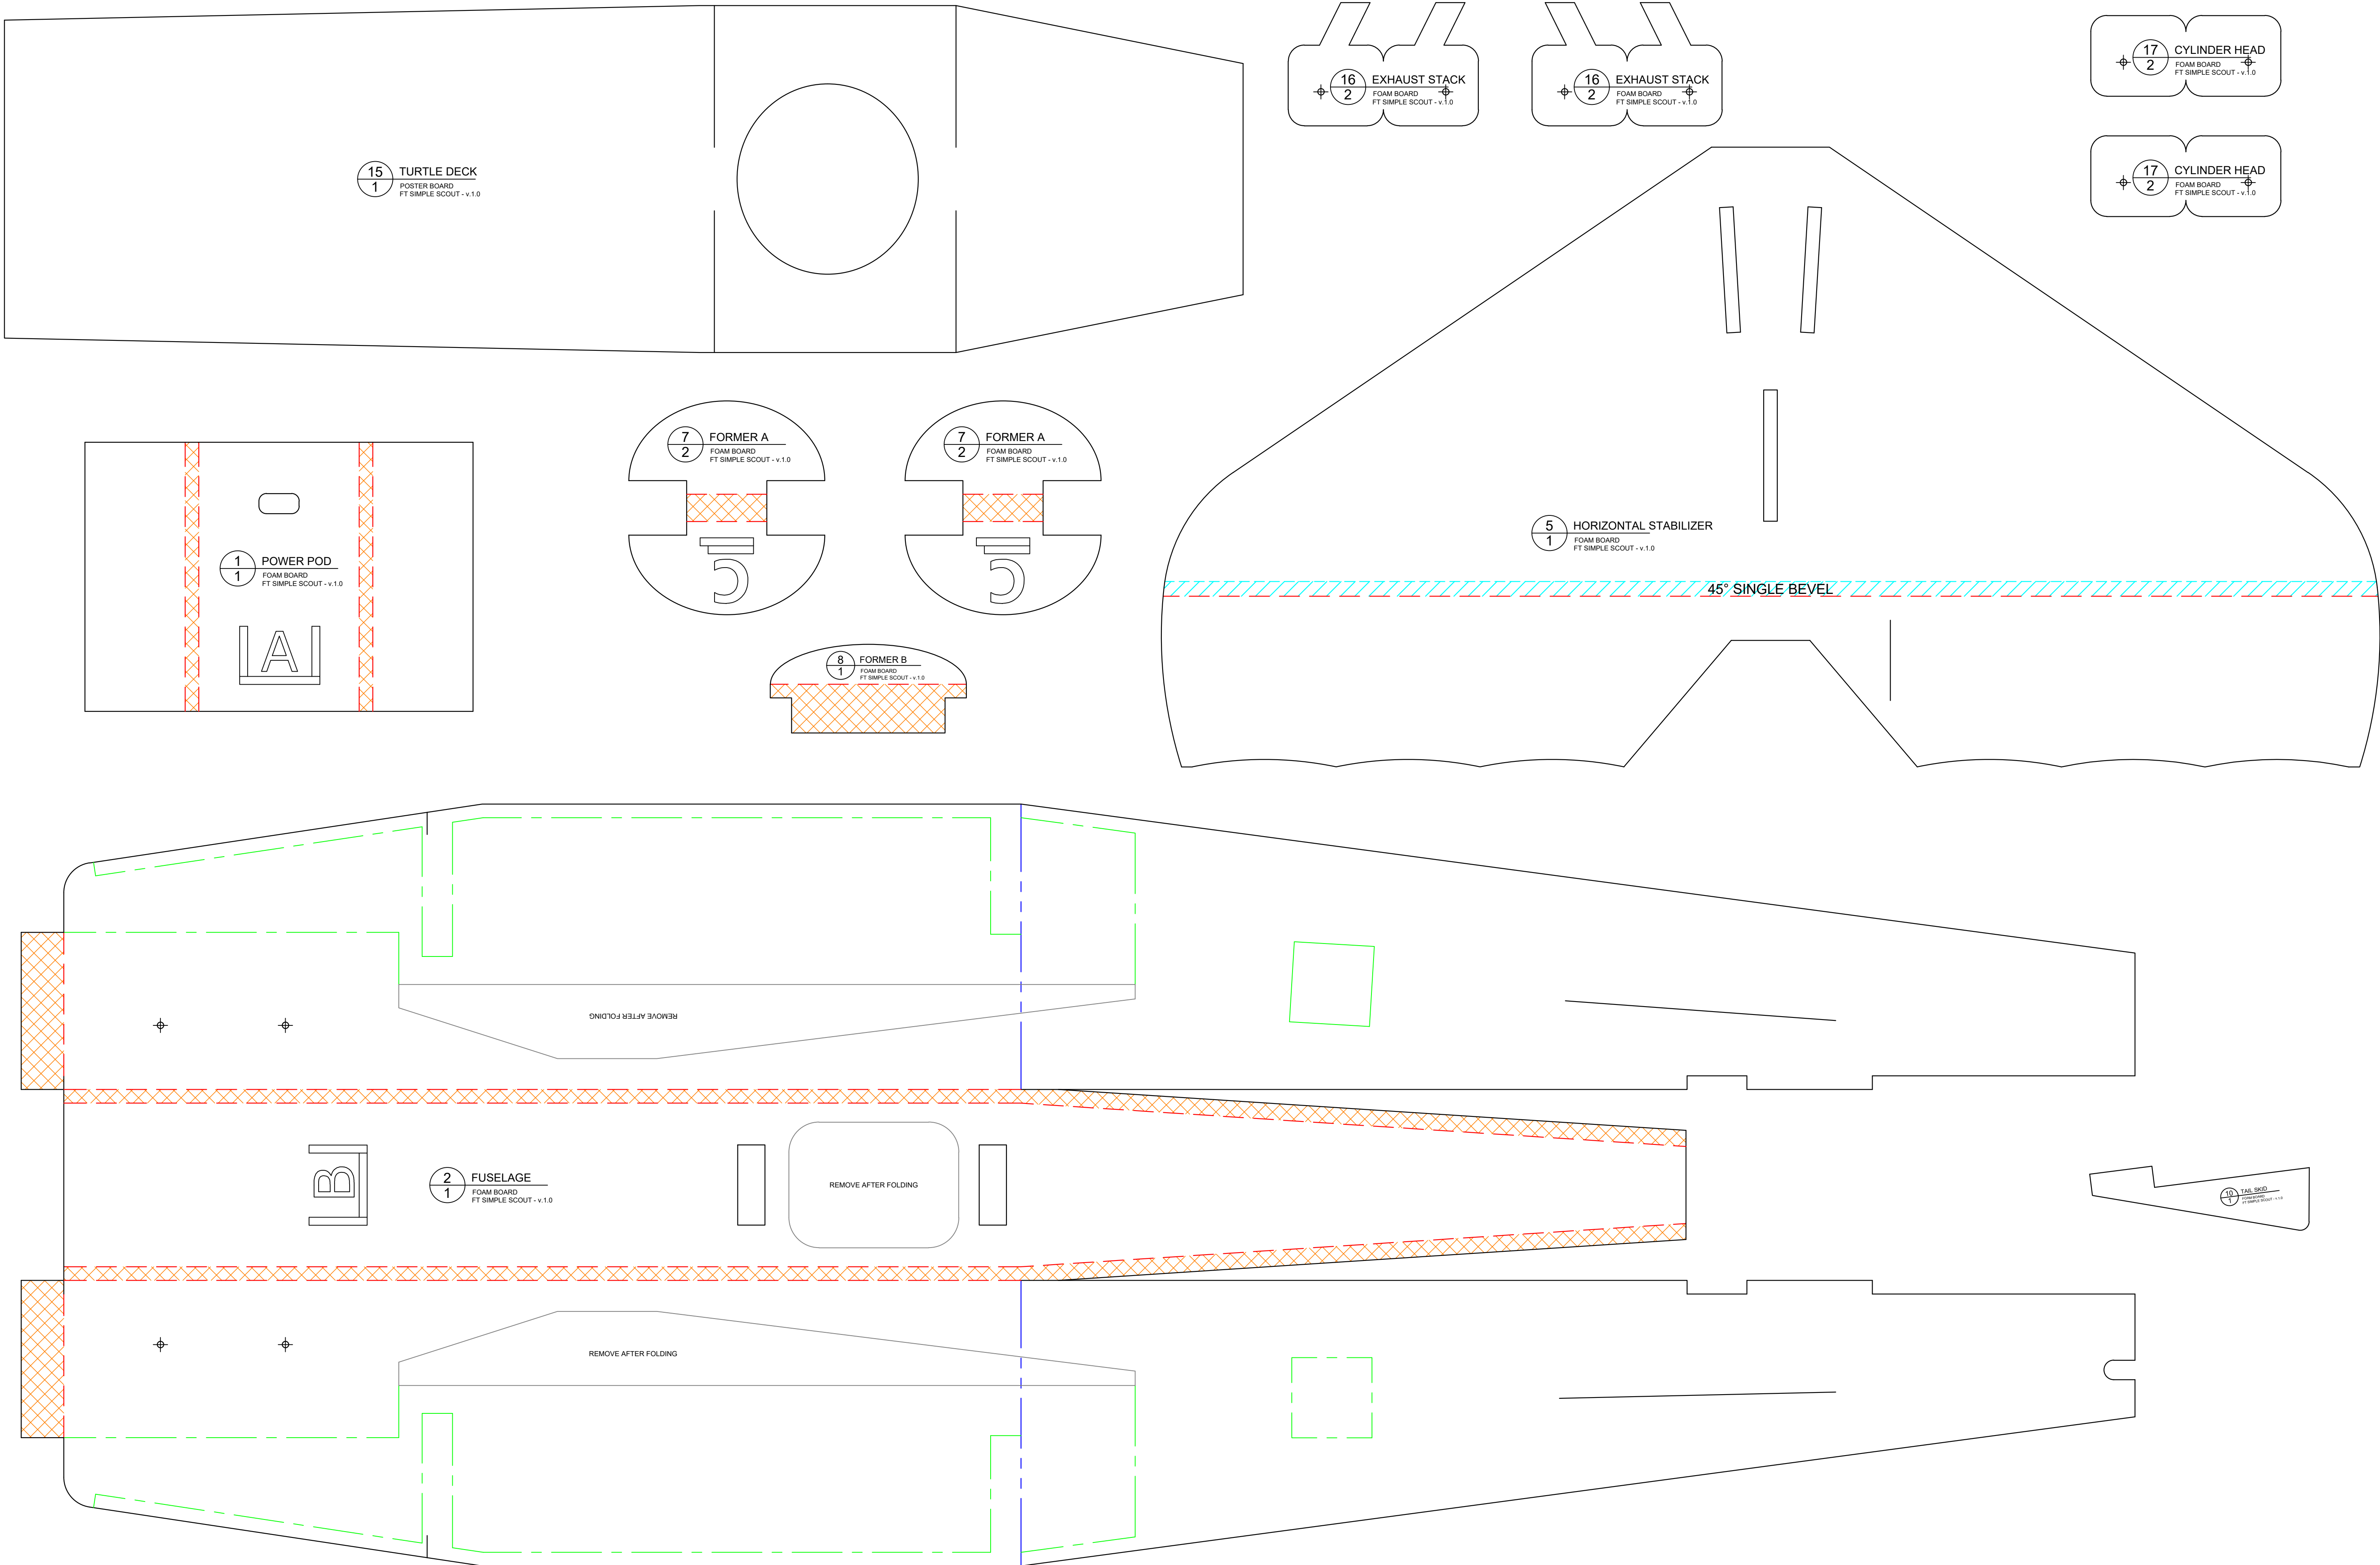 15
1
TURTLE DECK
POSTER BOARD
FT SIMPLE SCOUT - v.1.0
16
2
EXHAUST STACK
FOAM BOARD
FT SIMPLE SCOUT - v.1.0
16
2
EXHAUST STACK
FOAM BOARD
FT SIMPLE SCOUT - v.1.0
17
2
CYLINDER HEAD
FOAM BOARD
FT SIMPLE SCOUT - v.1.0
17
2
CYLINDER HEAD
FOAM BOARD
FT SIMPLE SCOUT - v.1.0
1
1
POWER POD
FOAM BOARD
FT SIMPLE SCOUT - v.1.0
A
7
2
FORMER A
FOAM BOARD
FT SIMPLE SCOUT - v.1.0
C
7
2
FORMER A
FOAM BOARD
FT SIMPLE SCOUT - v.1.0
C
8
1
FORMER B
FOAM BOARD
FT SIMPLE SCOUT - v.1.0
5
1
HORIZONTAL STABILIZER
FOAM BOARD
FT SIMPLE SCOUT - v.1.0
45° SINGLE BEVEL
REMOVE AFTER FOLDING
B
2
1
FUSELAGE
FOAM BOARD
FT SIMPLE SCOUT - v.1.0
REMOVE AFTER FOLDING
10
1
TAIL SKID
FOAM BOARD
FT SIMPLE SCOUT - v.1.0
REMOVE AFTER FOLDING